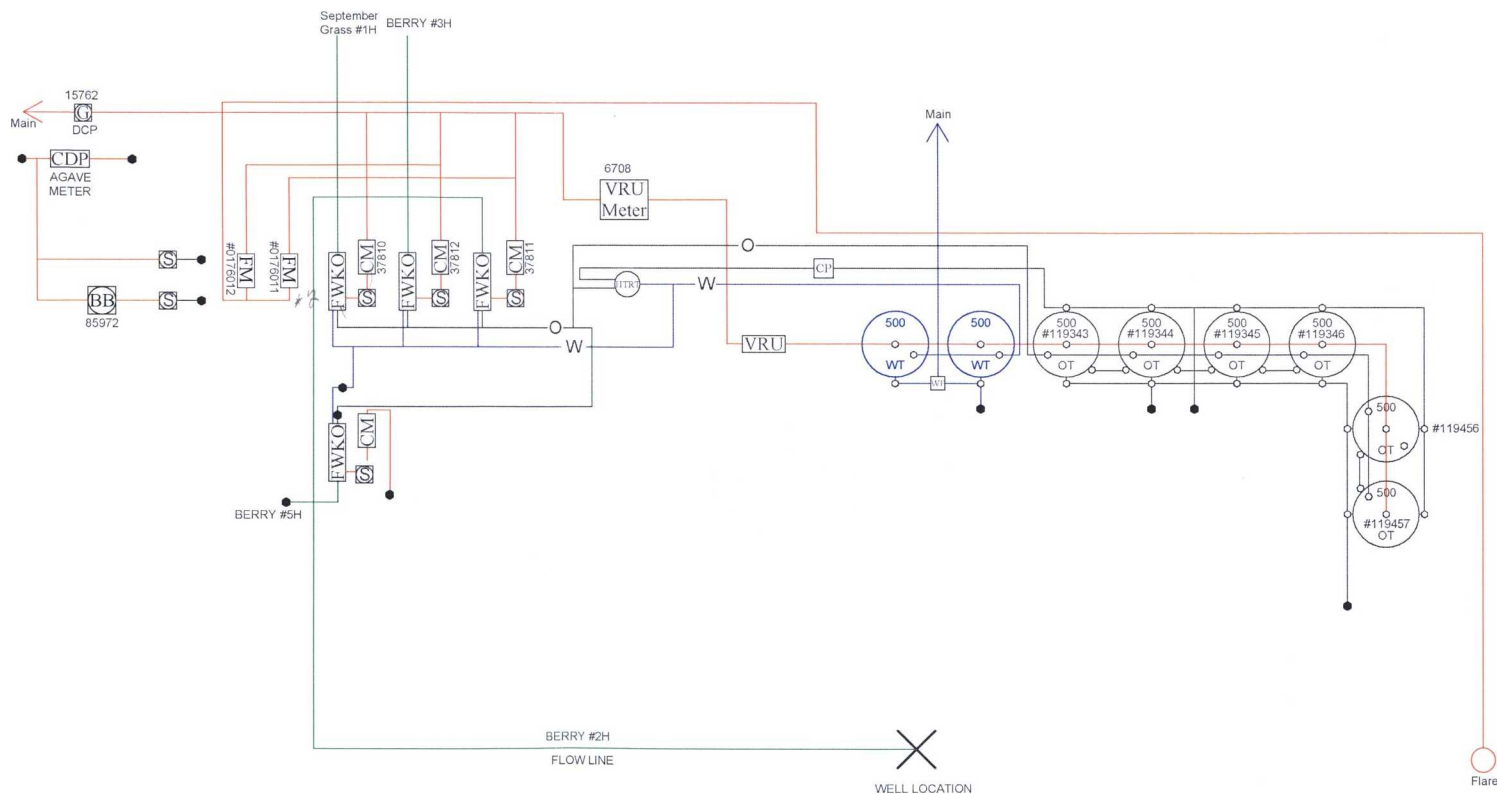 September
Grass #1H
BERRY #3H
15762
G
Main
DCP
CDP
AGAVE
METER
Main
6708
VRU
Meter
#0176012
FM
#0176011
FM
FWKO
CM
37810
S
FWKO
CM
37812
S
FWKO
CM
37811
S
S
BB
S
85972
O
CP
HTRT
W
O
W
VRU
500
WT
500
WT
WT
500
#119343
OT
500
#119344
OT
500
#119345
OT
500
#119346
OT
500
#119456
OT
500
#119457
OT
FWKO
CM
S
BERRY #5H
BERRY #2H
FLOW LINE
WELL LOCATION
Flare